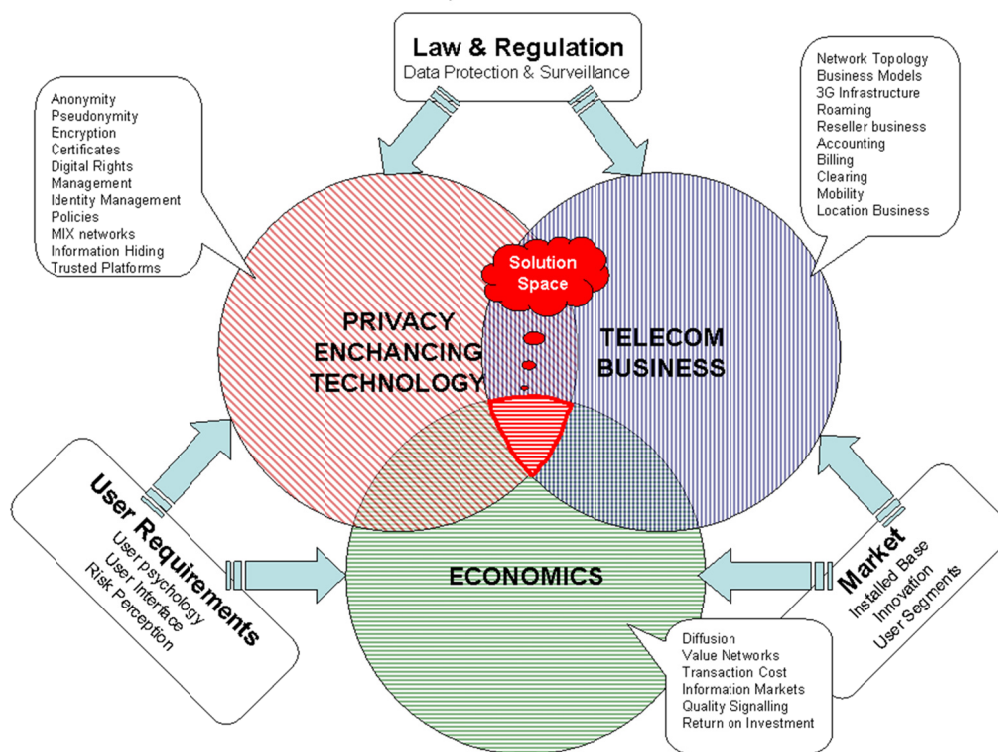 Law & Regulation
Data Protection & Surveillance
Anonymity
Pseudonymity
Encryption
Certificates
Digital Rights
Management
Identity Management
Policies
MIX networks
Information Hiding
Trusted Platforms
Network Topology
Business Models
3G Infrastructure
Roaming
Reseller business
Accounting
Billing
Clearing
Mobility
Location Business
Solution
Space
PRIVACY
ENCHANCING
TECHNOLOGY
TELECOM
BUSINESS
User Requirements
User psychology
User Interface
Risk Perception
ECONOMICS
Market
Installed Base
Innovation
User Segments
Diffusion
Value Networks
Transaction Cost
Information Markets
Quality Signalling
Return on Investment